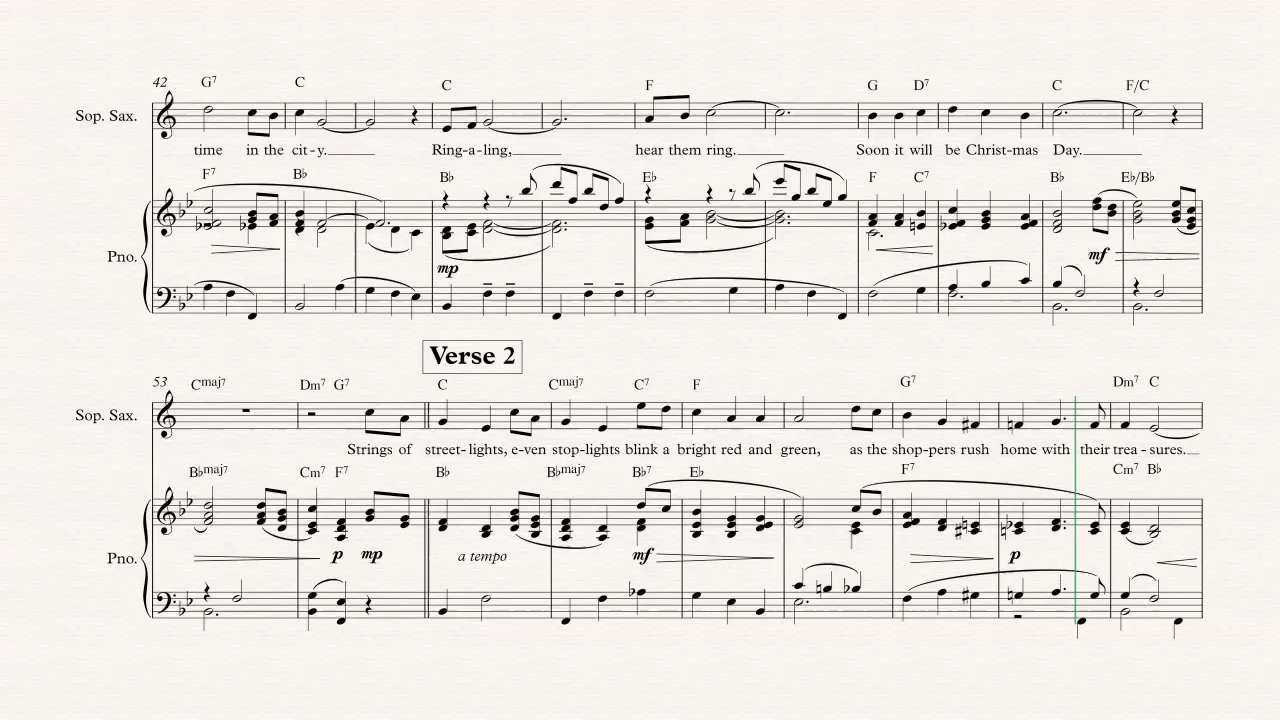 42 G7 C C F G D7 C F/C
Sop. Sax.
time in the cit-y. Ring-a-ling, hear them ring. Soon it will be Christ-mas Day.
F7 B♭ B♭ E♭ F C7 B♭ E♭/B♭
Pno.
mp mf
Verse 2
53 Cmaj7 Dm7 G7 C Cmaj7 C7 F G7 Dm7 C
Sop. Sax.
Strings of street-lights, e-ven stop-lights blink a bright red and green, as the shop-pers rush home with their trea-sures.
B♭maj7 Cm7 F7 B♭ B♭maj7 B♭7 E♭ F7 Cm7 B♭
Pno.
p mp a tempo mf p